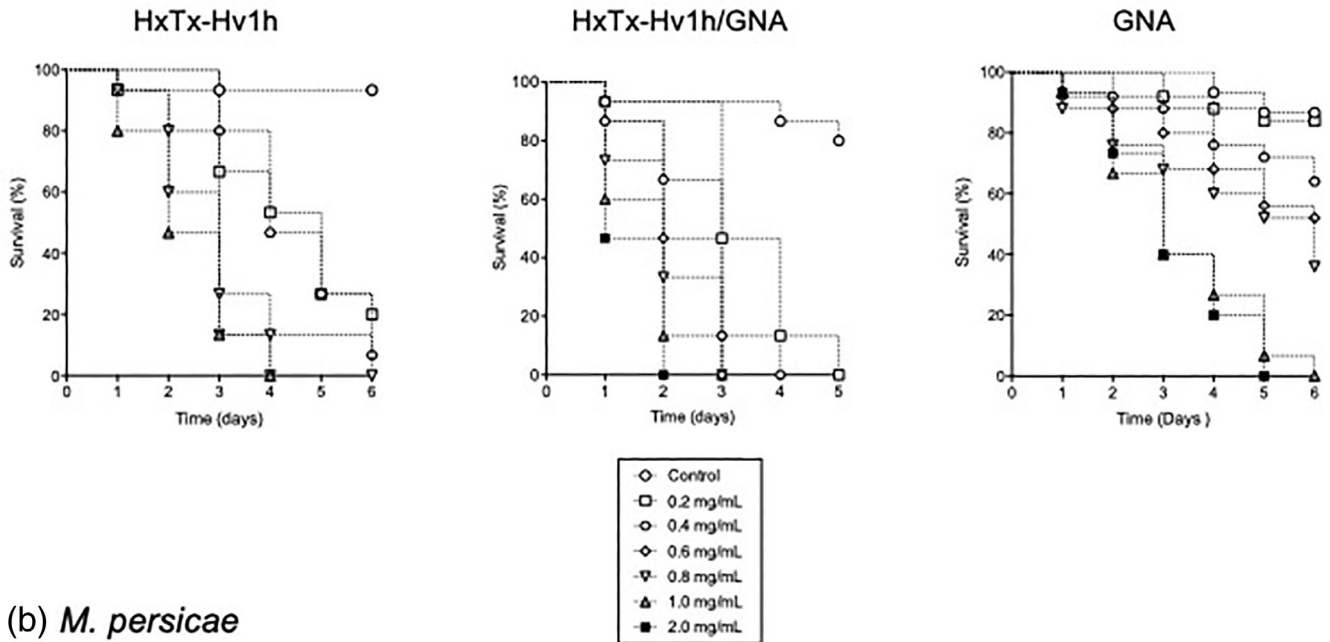 HxTx-Hv1h
HxTx-Hv1h/GNA
GNA
100
80
60
40
20
0
Survival (%)
0 1 2 3 4 5 6
Time (days)
100
80
60
40
20
0
Survival (%)
0 1 2 3 4 5
Time (days)
100
80
60
40
20
0
Survival (%)
0 1 2 3 4 5 6
Time (Days )
Control
0.2 mg/mL
0.4 mg/mL
0.6 mg/mL
0.8 mg/mL
1.0 mg/mL
2.0 mg/mL
(b) M. persicae